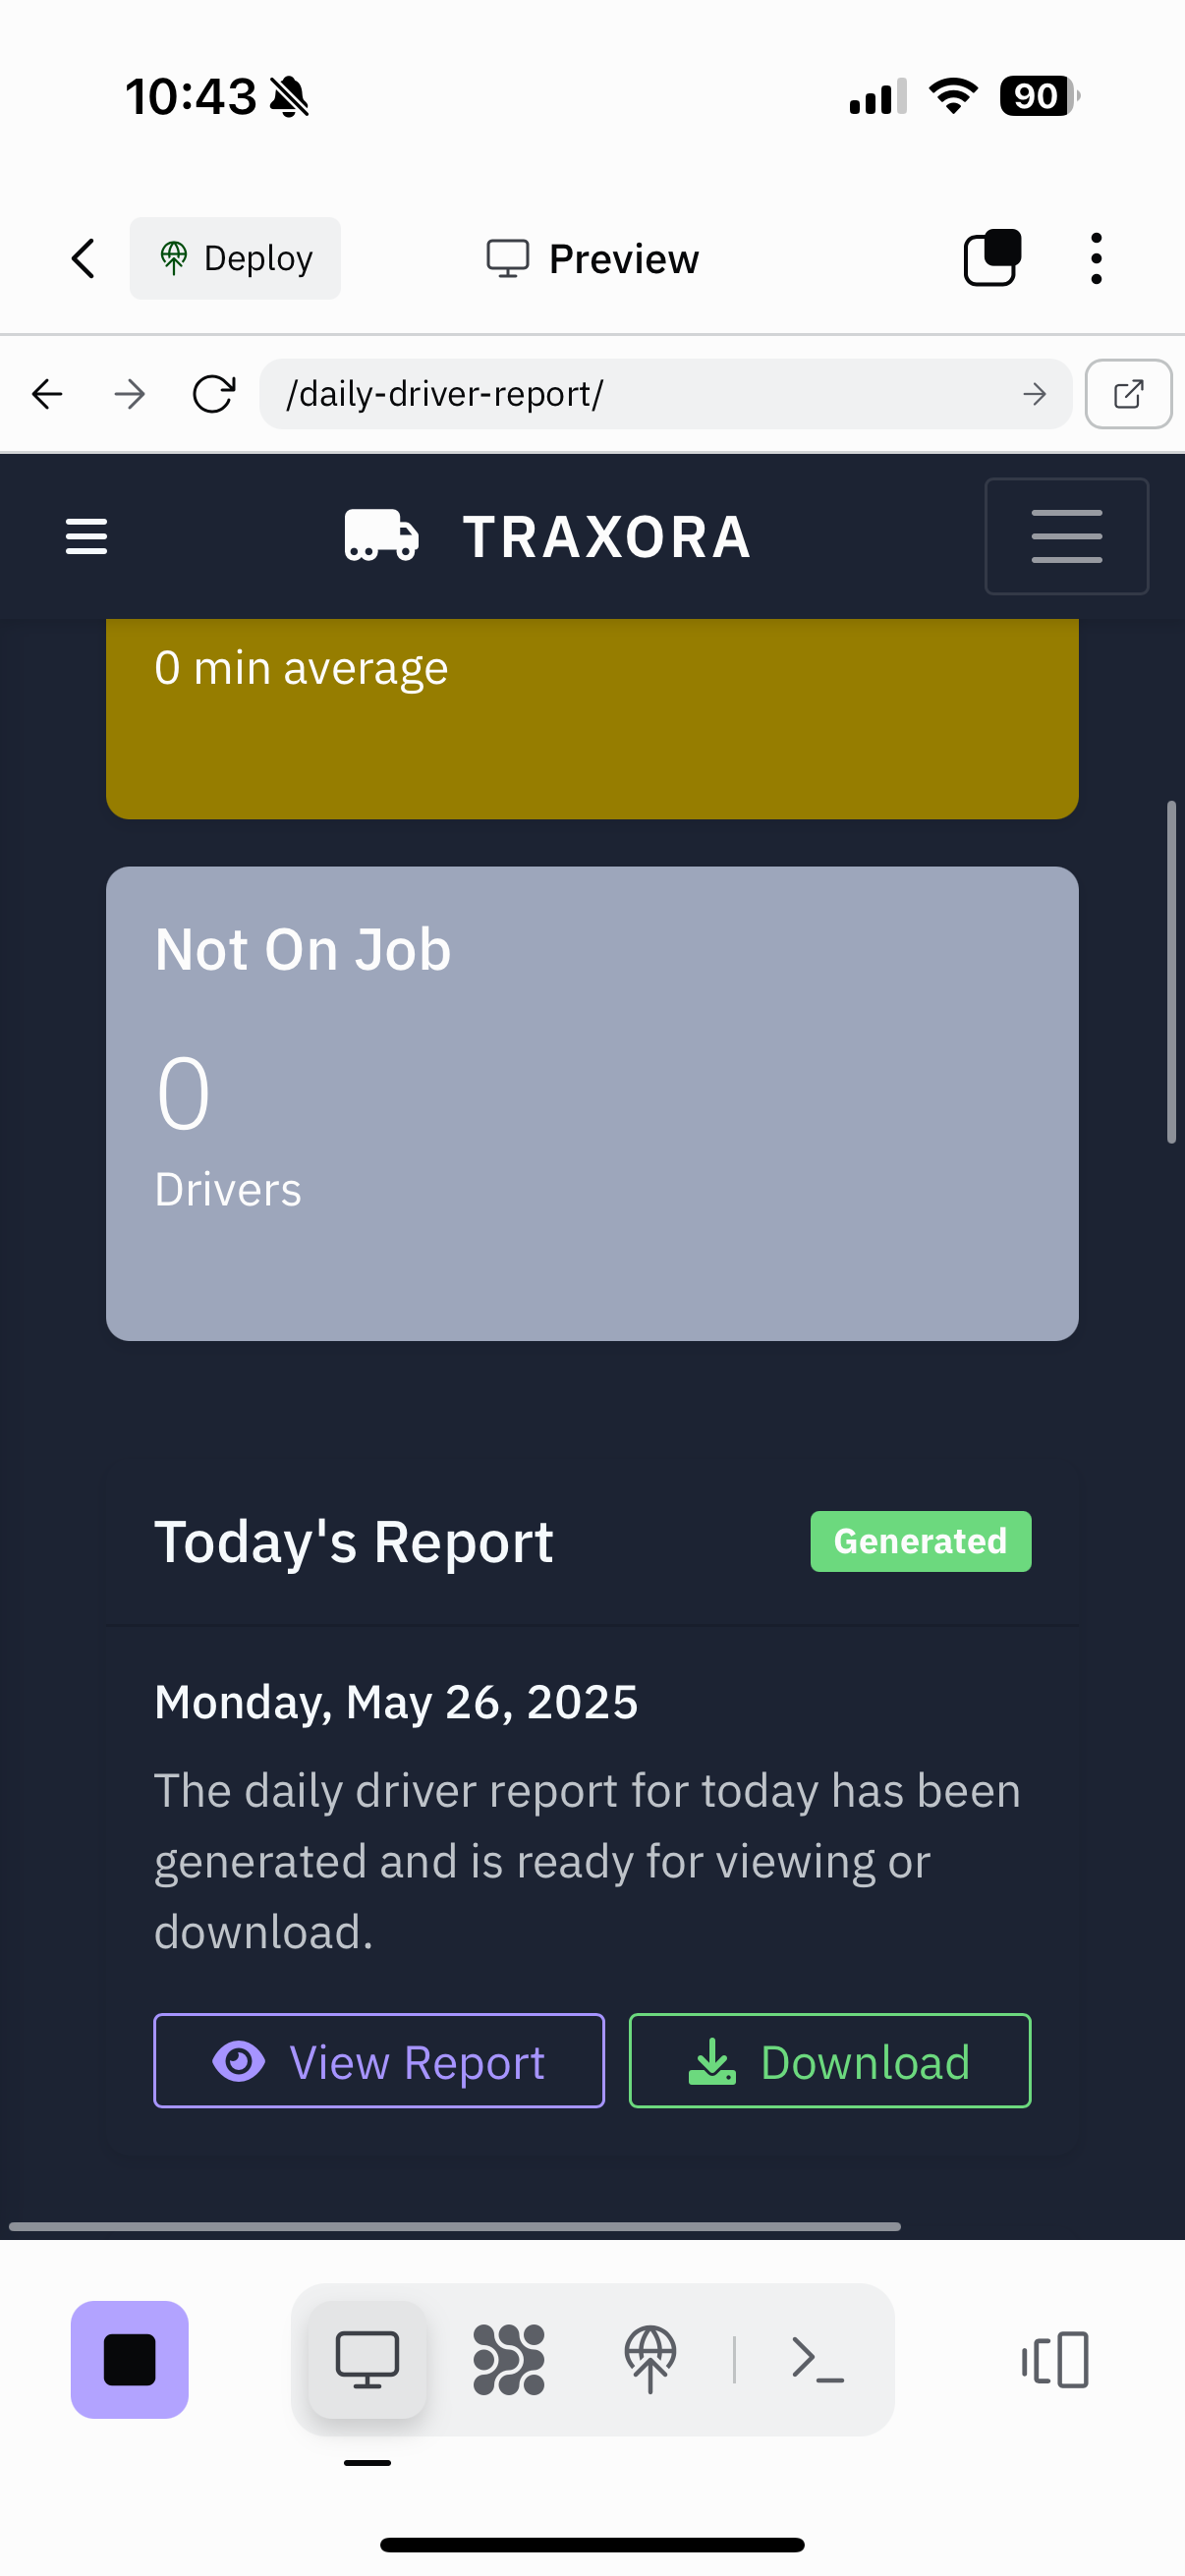 10:43
90
Deploy
Preview
/daily-driver-report/
TRAXORA
0 min average
Not On Job
0
Drivers
Today's Report
Generated
Monday, May 26, 2025
The daily driver report for today has been
generated and is ready for viewing or
download.
View Report
Download